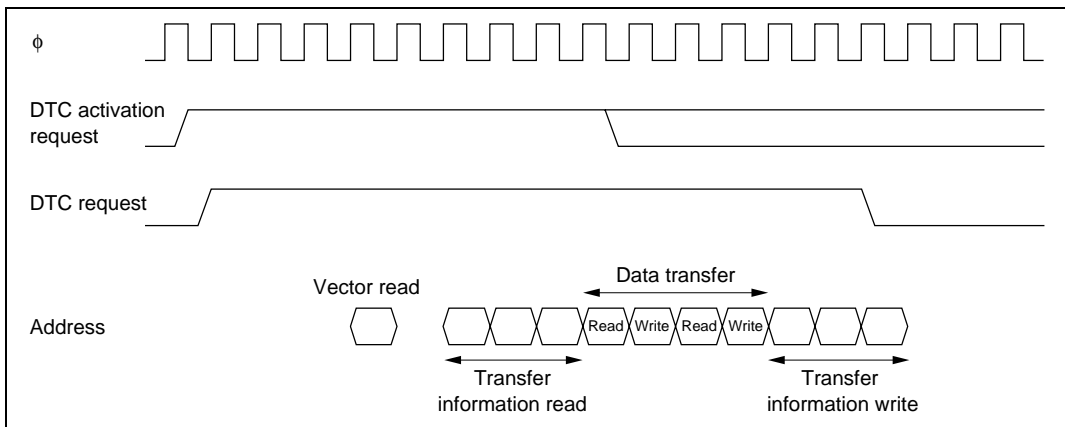 ϕ
DTC activation
request
DTC request
Data transfer
Vector read
Address
Read Write Read Write
Transfer
information read
Transfer
information write